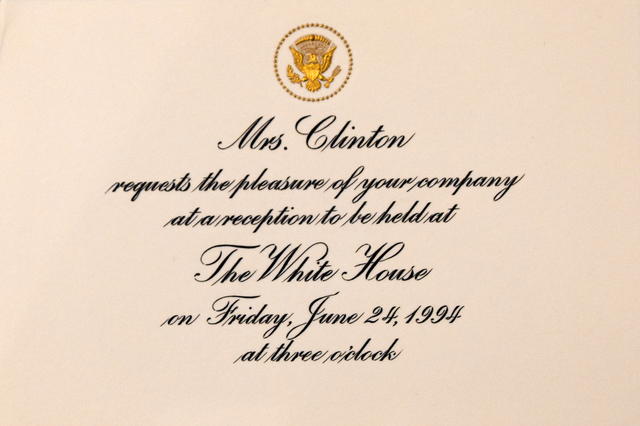 Mrs. Clinton
requests the pleasure of your company
at a reception to be held at
The White House
on Friday, June 24, 1994
at three o'clock